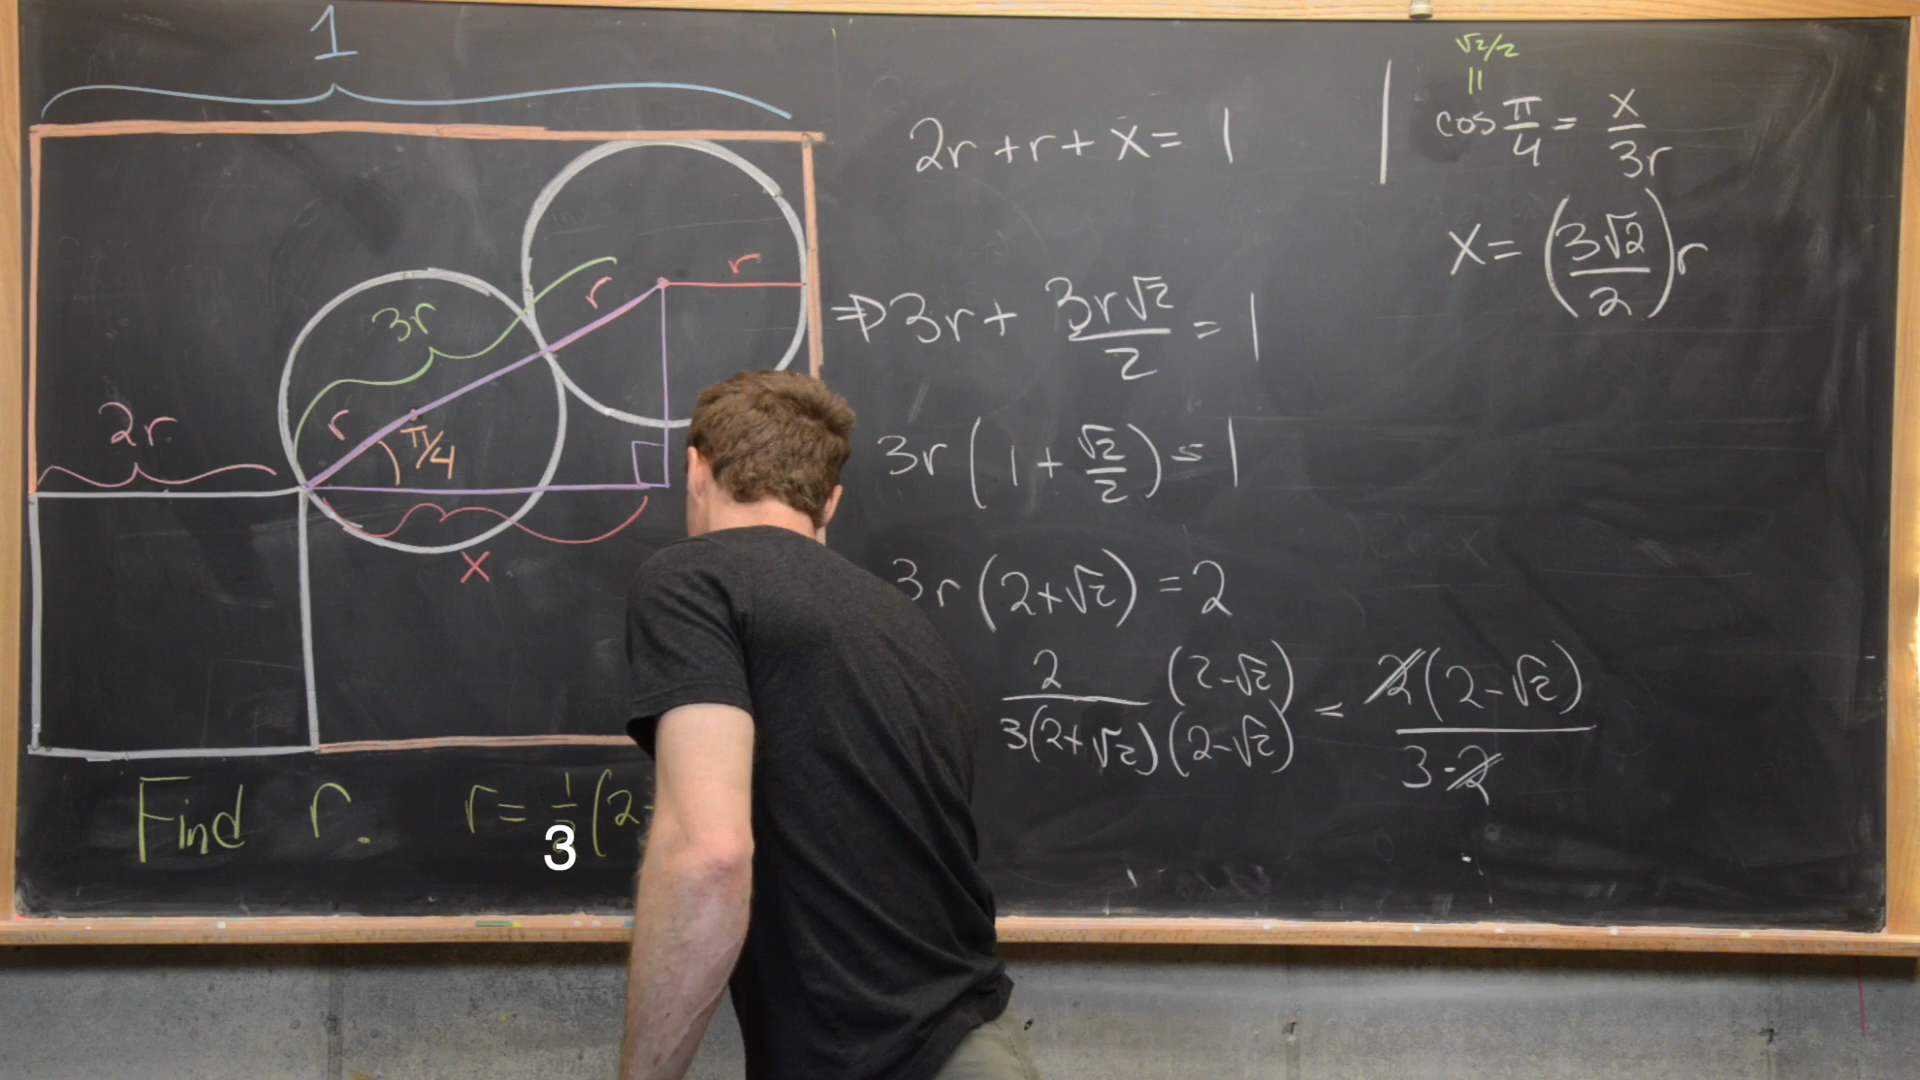 1
2r + r + x = 1
√2/2
||
cos π/4 = x/3r
x = (3√2/2)r
3r
r
r
2r
r
π/4
x
⇒ 3r + 3r√2/2 = 1
3r(1 + √2/2) = 1
3r(2+√2) = 2
2/3(2+√2) (2-√2)/(2-√2) = 2(2-√2)/3·2
Find r.
r = 1/3 (2-
3